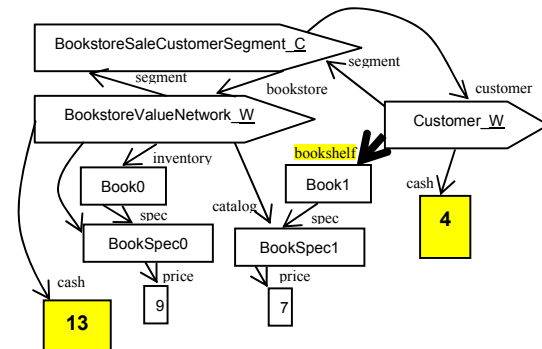 BookstoreSaleCustomerSegment_C
segment
bookstore
segment
customer
BookstoreValueNetwork_W
Customer_W
inventory
bookshelf
Book0
Book1
cash
spec
catalog
spec
4
BookSpec0
BookSpec1
cash
price
price
9
7
13